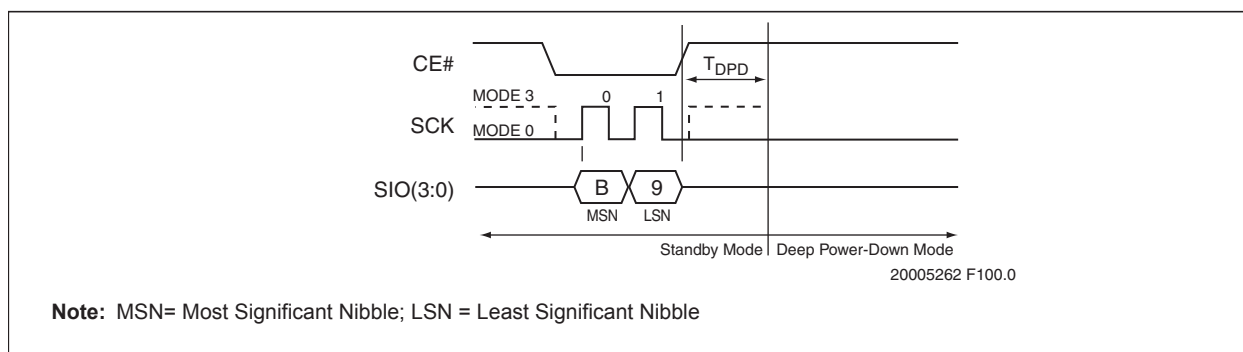 CE#
T_DPD
MODE 3
0 1
SCK
MODE 0
SIO(3:0)
B 9
MSN LSN
Standby Mode Deep Power-Down Mode
20005262 F100.0
Note: MSN= Most Significant Nibble; LSN = Least Significant Nibble